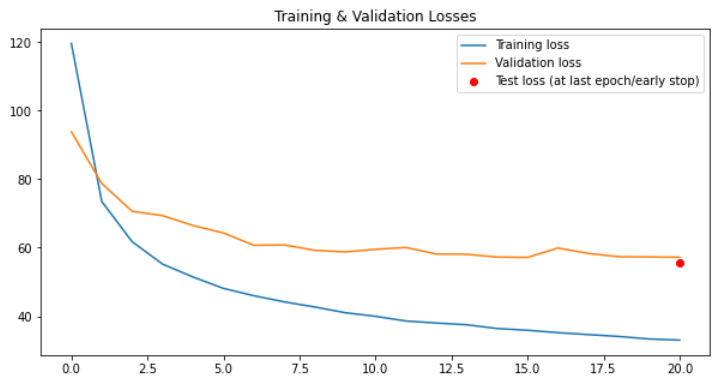 Training & Validation Losses
Training loss
Validation loss
Test loss (at last epoch/early stop)
120
100
80
60
40
0.0 2.5 5.0 7.5 10.0 12.5 15.0 17.5 20.0